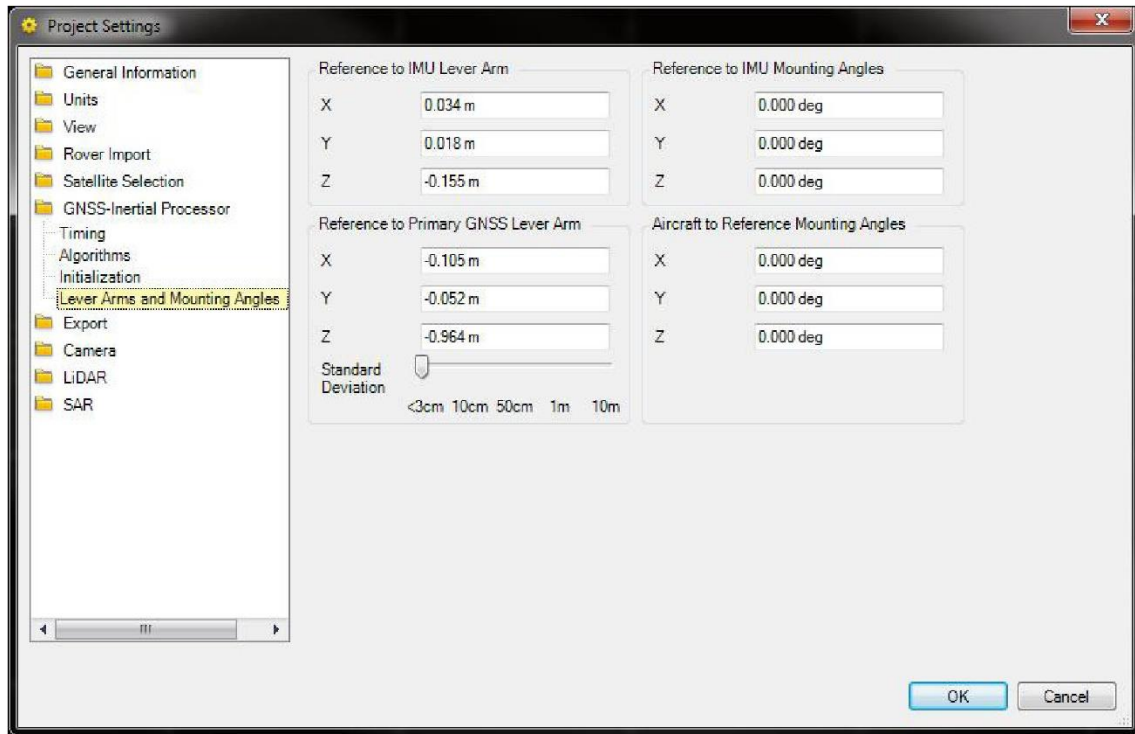 Project Settings
General Information
Units
View
Rover Import
Satellite Selection
GNSS-Inertial Processor
Timing
Algorithms
Initialization
Lever Arms and Mounting Angles
Export
Camera
LiDAR
SAR
Reference to IMU Lever Arm
X 0.034 m
Y 0.018 m
Z -0.155 m
Reference to IMU Mounting Angles
X 0.000 deg
Y 0.000 deg
Z 0.000 deg
Reference to Primary GNSS Lever Arm
X -0.105 m
Y -0.052 m
Z -0.964 m
Standard
Deviation
<3cm 10cm 50cm 1m 10m
Aircraft to Reference Mounting Angles
X 0.000 deg
Y 0.000 deg
Z 0.000 deg
OK Cancel